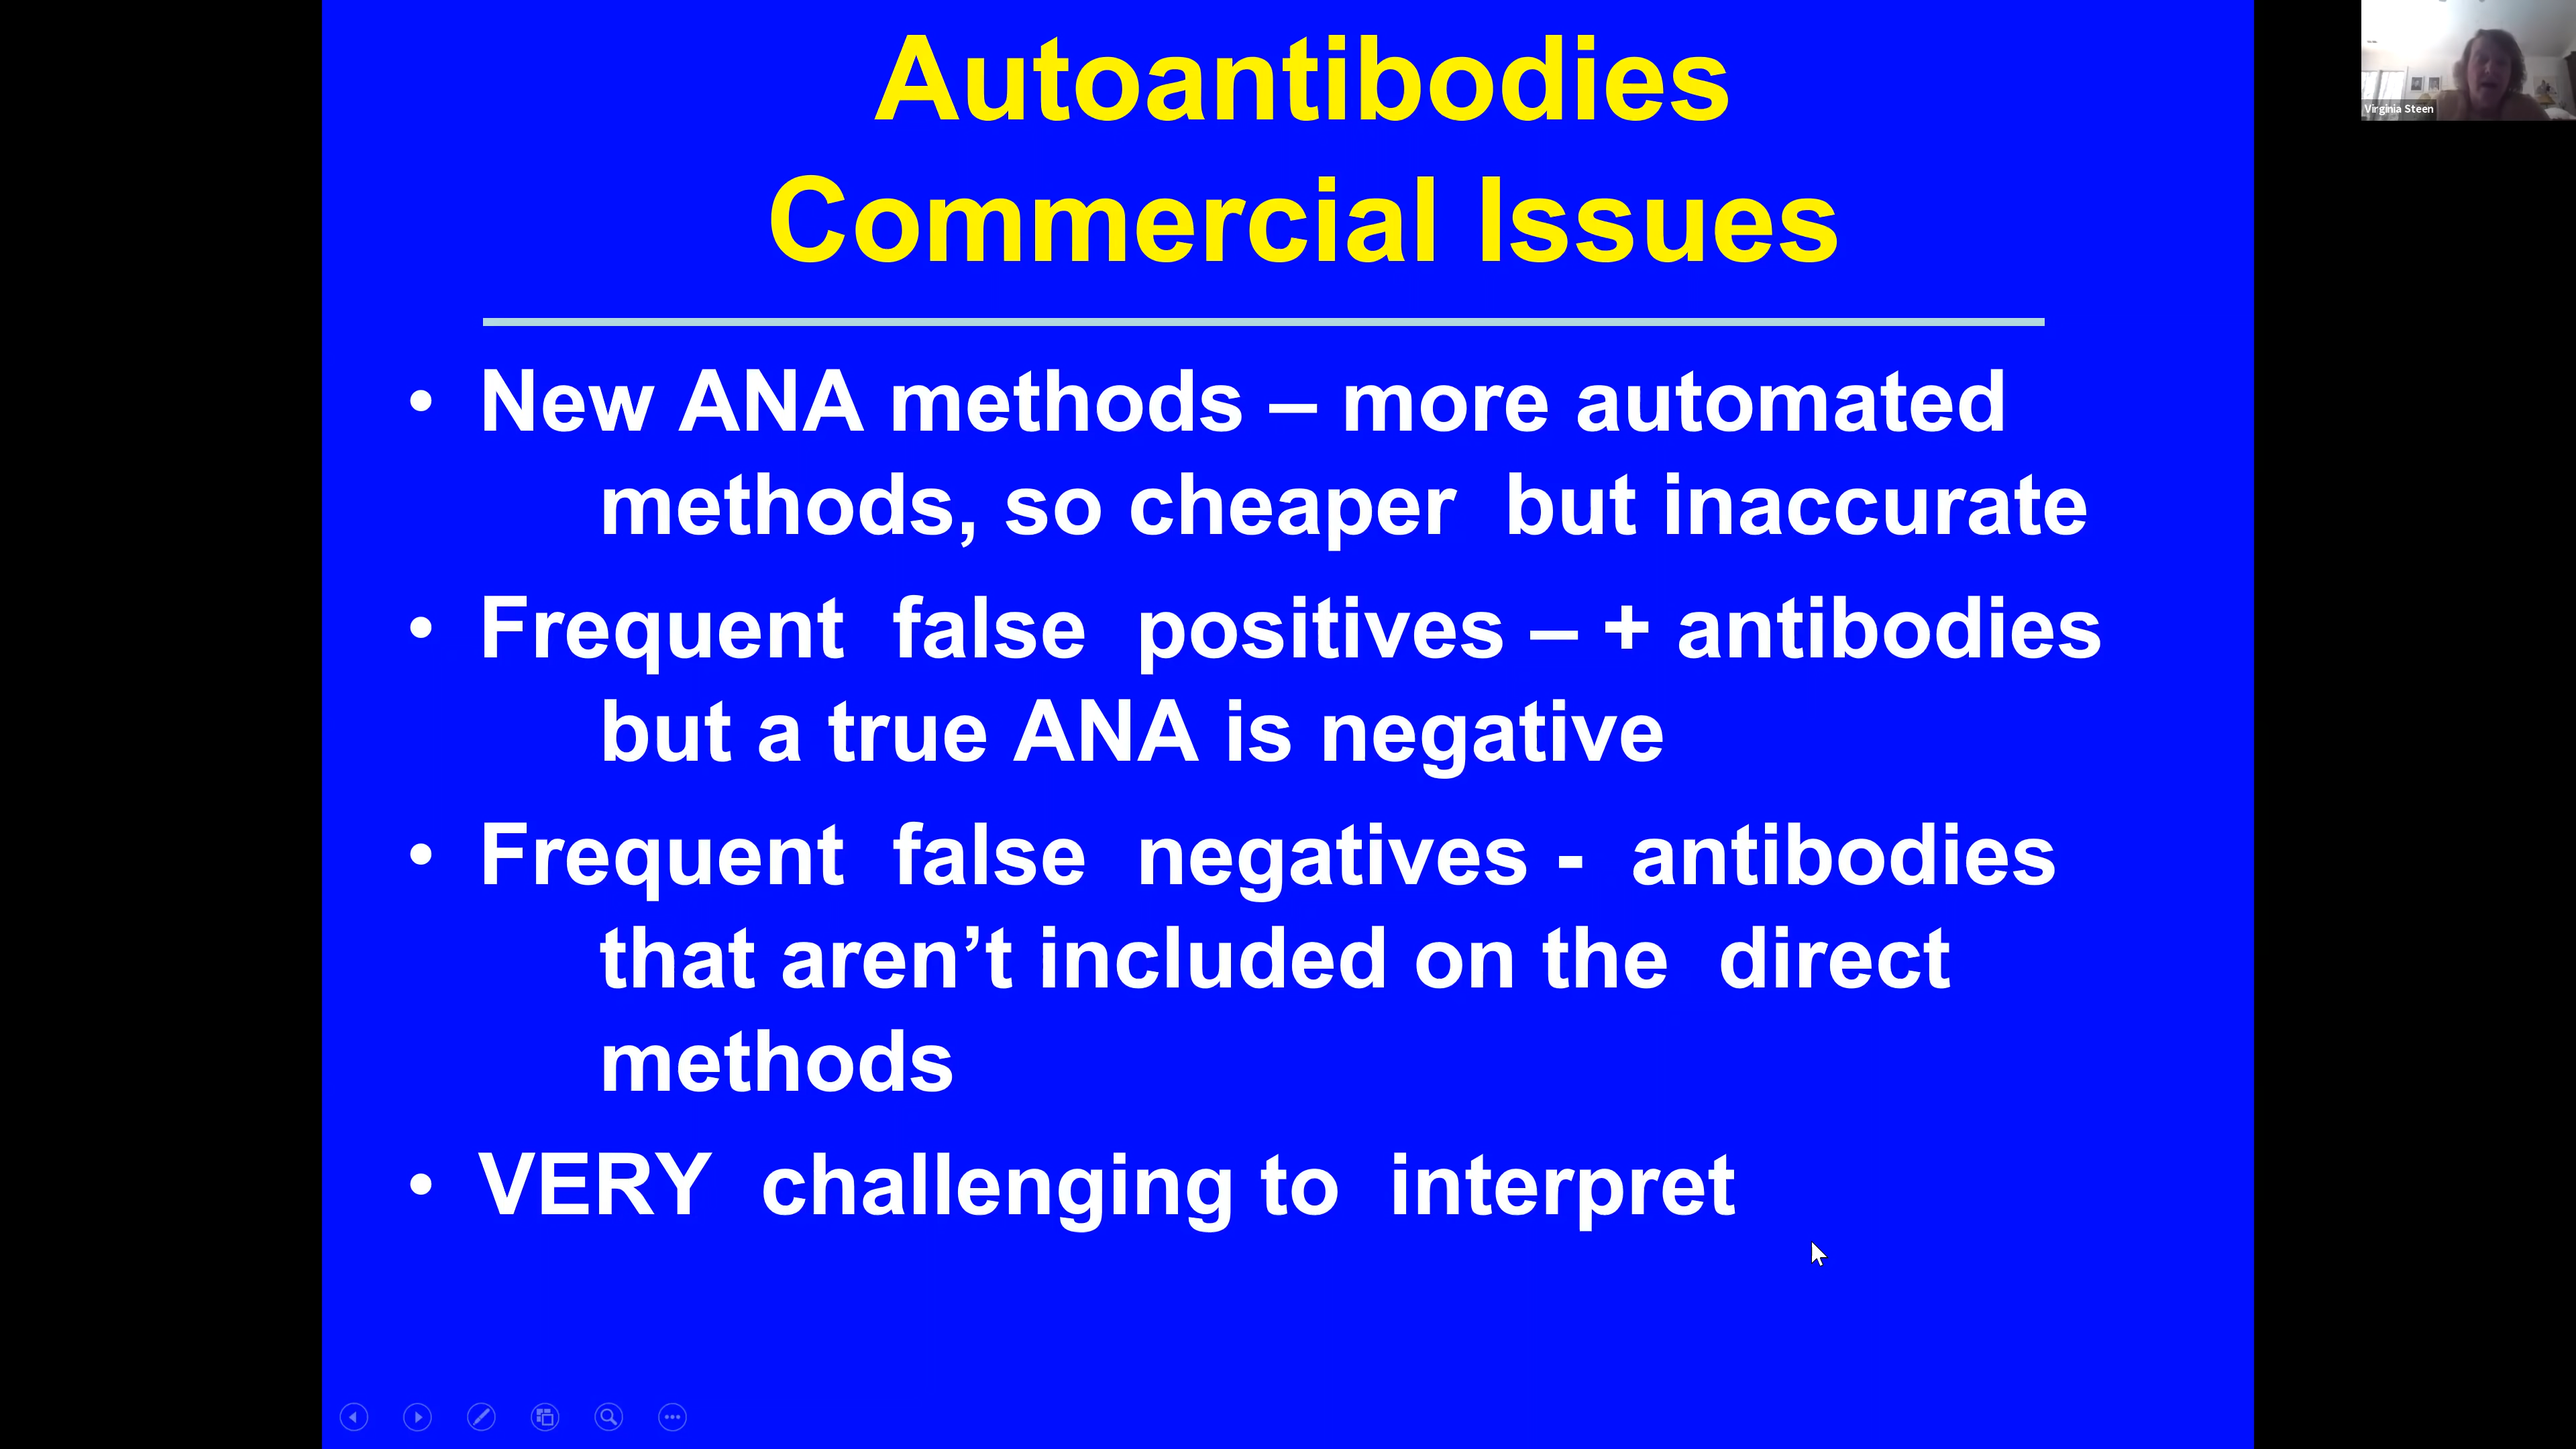 Autoantibodies
Commercial Issues
• New ANA methods – more automated
methods, so cheaper but inaccurate
• Frequent false positives – + antibodies
but a true ANA is negative
• Frequent false negatives - antibodies
that aren’t included on the direct
methods
• VERY challenging to interpret
Virginia Steen